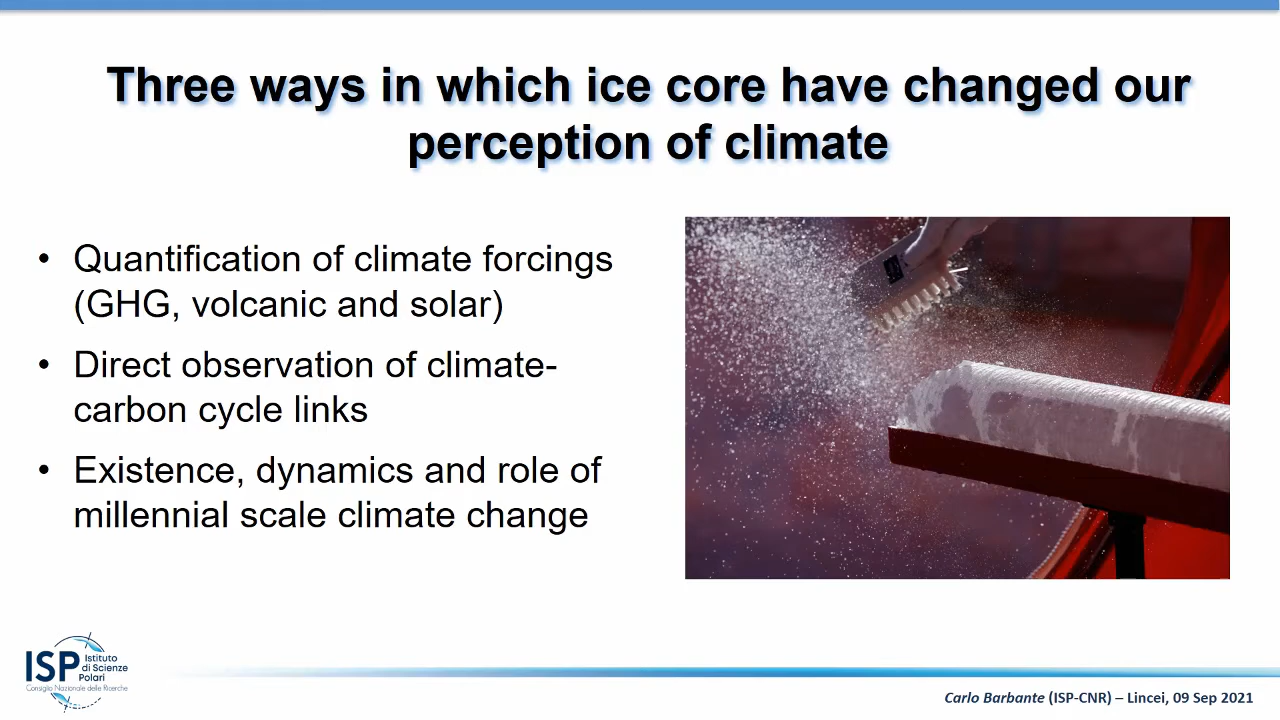 Three ways in which ice core have changed our
perception of climate
• Quantification of climate forcings
(GHG, volcanic and solar)
• Direct observation of climate-
carbon cycle links
• Existence, dynamics and role of
millennial scale climate change
ISP Istituto
di Scienze
Polari
Consiglio Nazionale delle Ricerche
Carlo Barbante (ISP-CNR) – Lincei, 09 Sep 2021